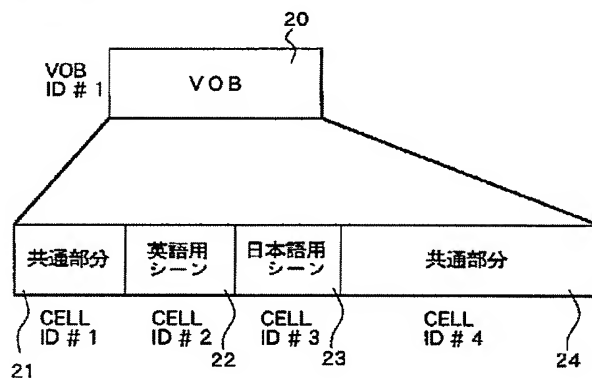 20
VOB
ID # 1
VOB
共通部分
英語用
シーン
日本語用
シーン
共通部分
CELL
ID # 1
CELL
ID # 2
CELL
ID # 3
CELL
ID # 4
21
22
23
24